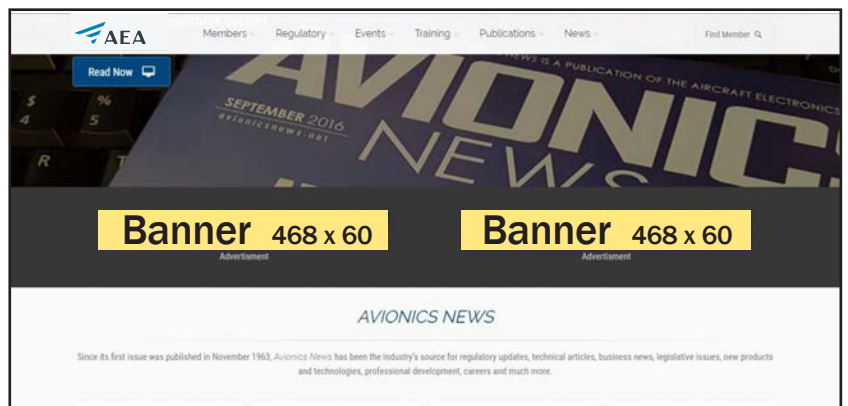 AEA
Members
Regulatory
Events
Training
Publications
News
Find Member
Read Now
NEWS IS A PUBLICATION OF THE AIRCRAFT ELECTRONICS
AVIONICS
SEPTEMBER 2016
avionicsnews.net
NEWS
$ %
4 5
R T
Banner 468 x 60
Banner 468 x 60
Advertisment
Advertisment
AVIONICS NEWS
Since its first issue was published in November 1963, Avionics News has been the industry's source for regulatory updates, technical articles, business news, legislative issues, new products
and technologies, professional development, careers and much more.